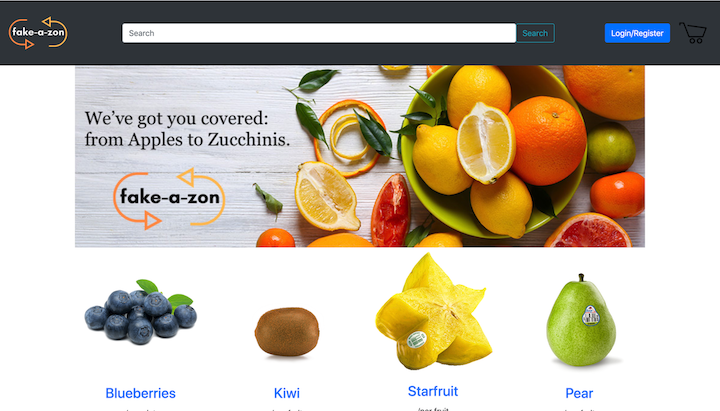 fake-a-zon
Search
Search
Login/Register
We've got you covered:
from Apples to Zucchinis.
fake-a-zon
Blueberries
Kiwi
Starfruit
Pear